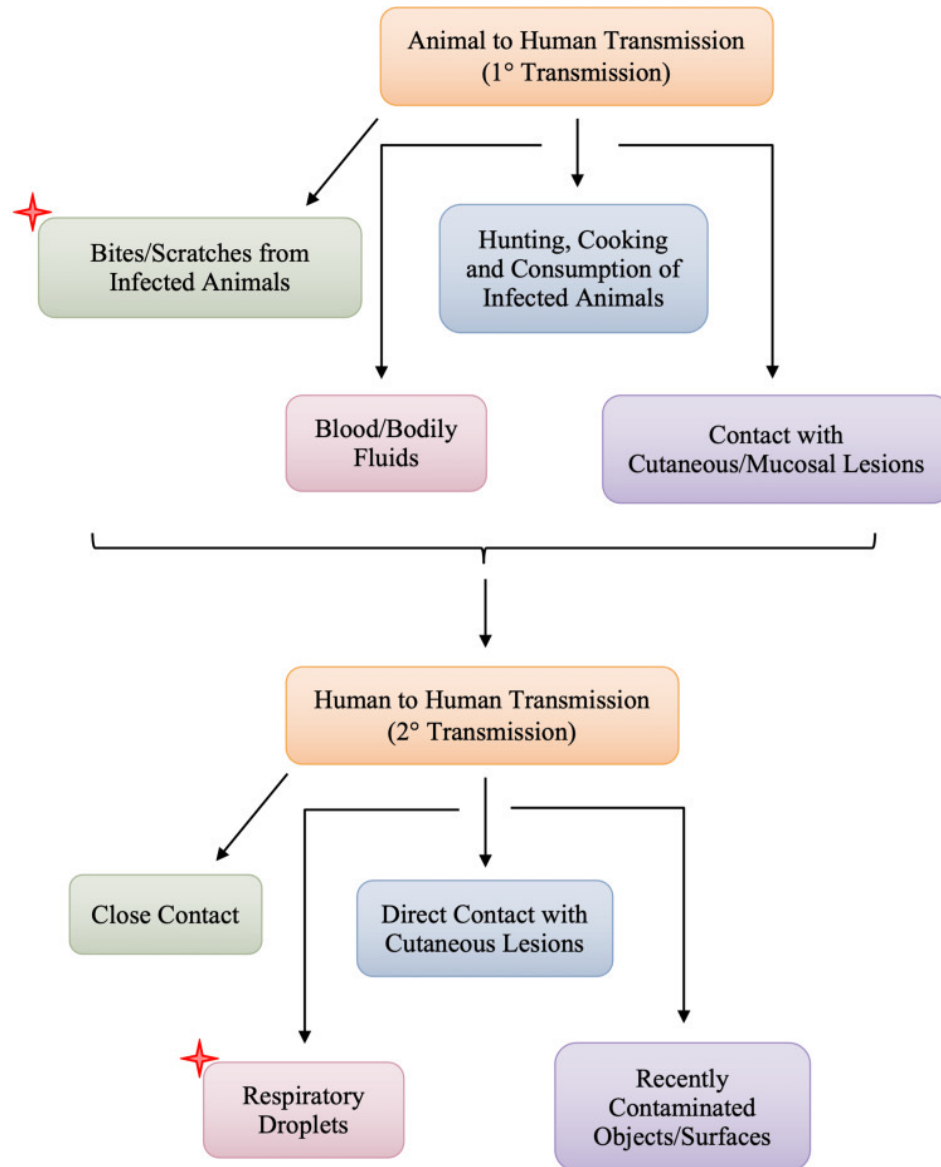 Animal to Human Transmission
(1° Transmission)
Bites/Scratches from
Infected Animals
Hunting, Cooking
and Consumption of
Infected Animals
Blood/Bodily
Fluids
Contact with
Cutaneous/Mucosal Lesions
Human to Human Transmission
(2° Transmission)
Close Contact
Direct Contact with
Cutaneous Lesions
Respiratory
Droplets
Recently
Contaminated
Objects/Surfaces